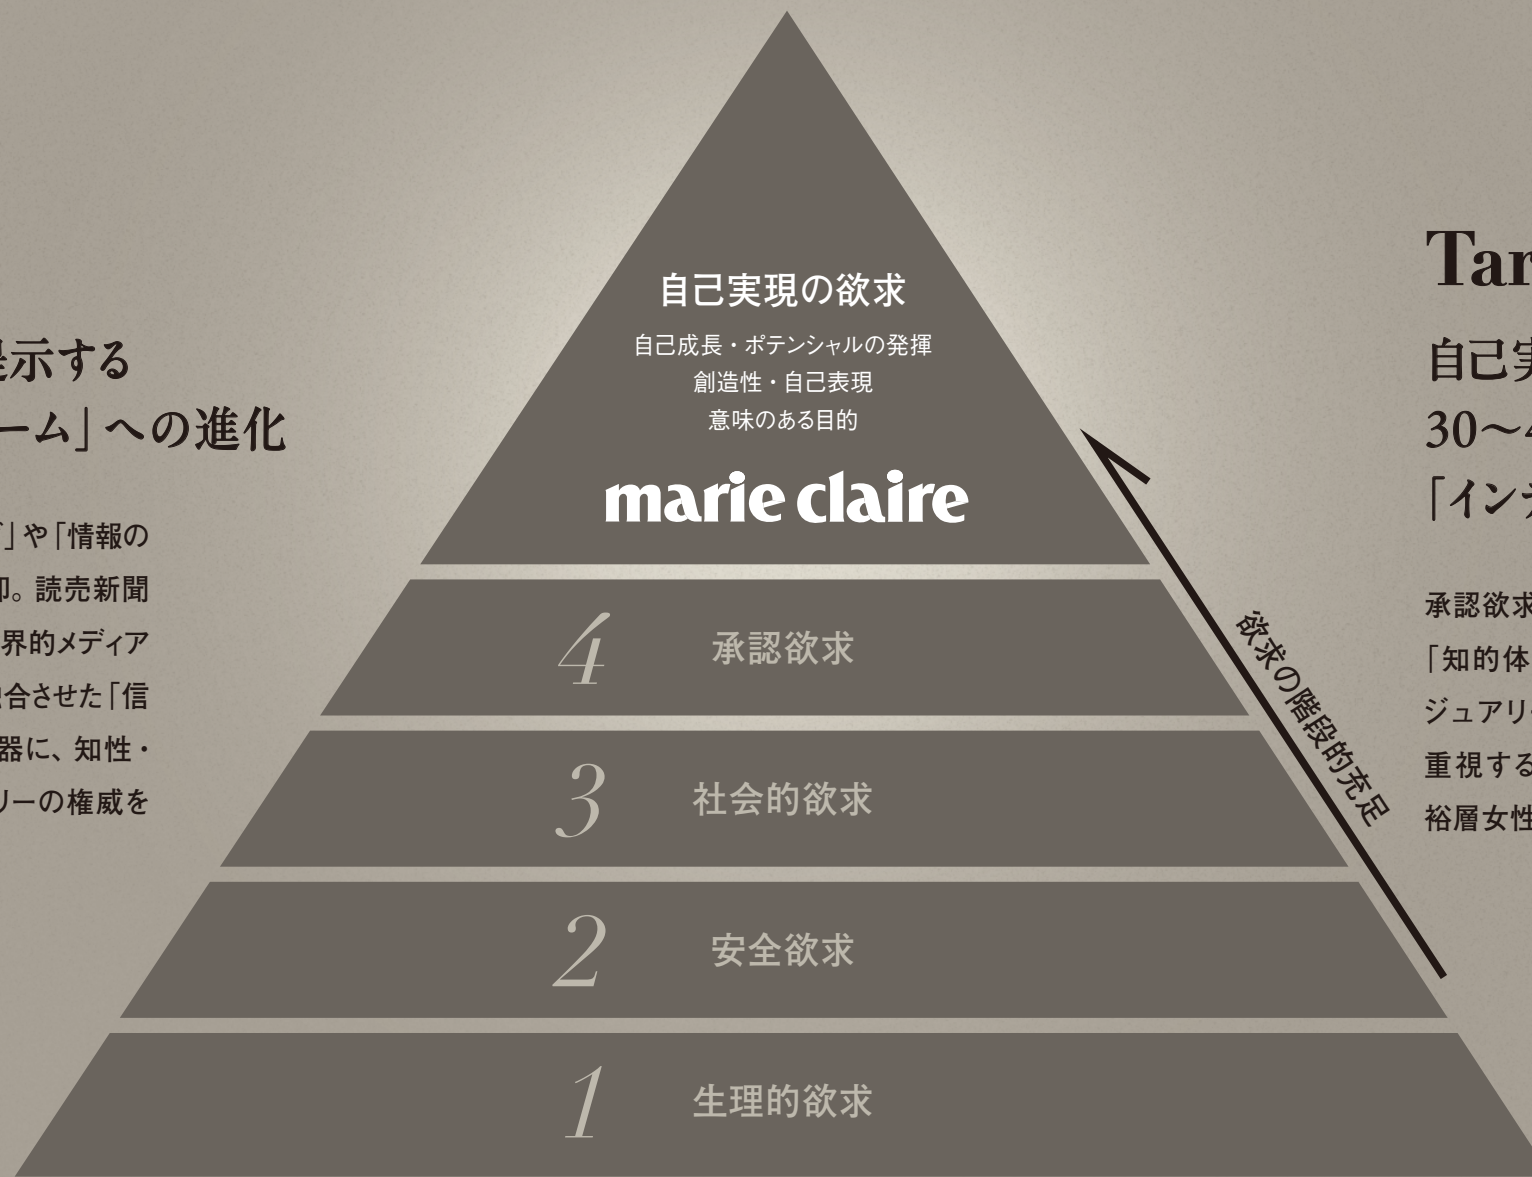 示する
ーム」への進化
」や「情報の
。読売新聞
界的メディア
合させた「信
器に、知性・
リーの権威を
自己実現の欲求
自己成長・ポテンシャルの発揮
創造性・自己表現
意味のある目的
marie claire
4 承認欲求
3 社会的欲求
2 安全欲求
1 生理的欲求
欲求の階段的充足
Tar
自己実
30〜4
「イン
承認欲求
「知的体
ジュアリ
重視する
裕層女性